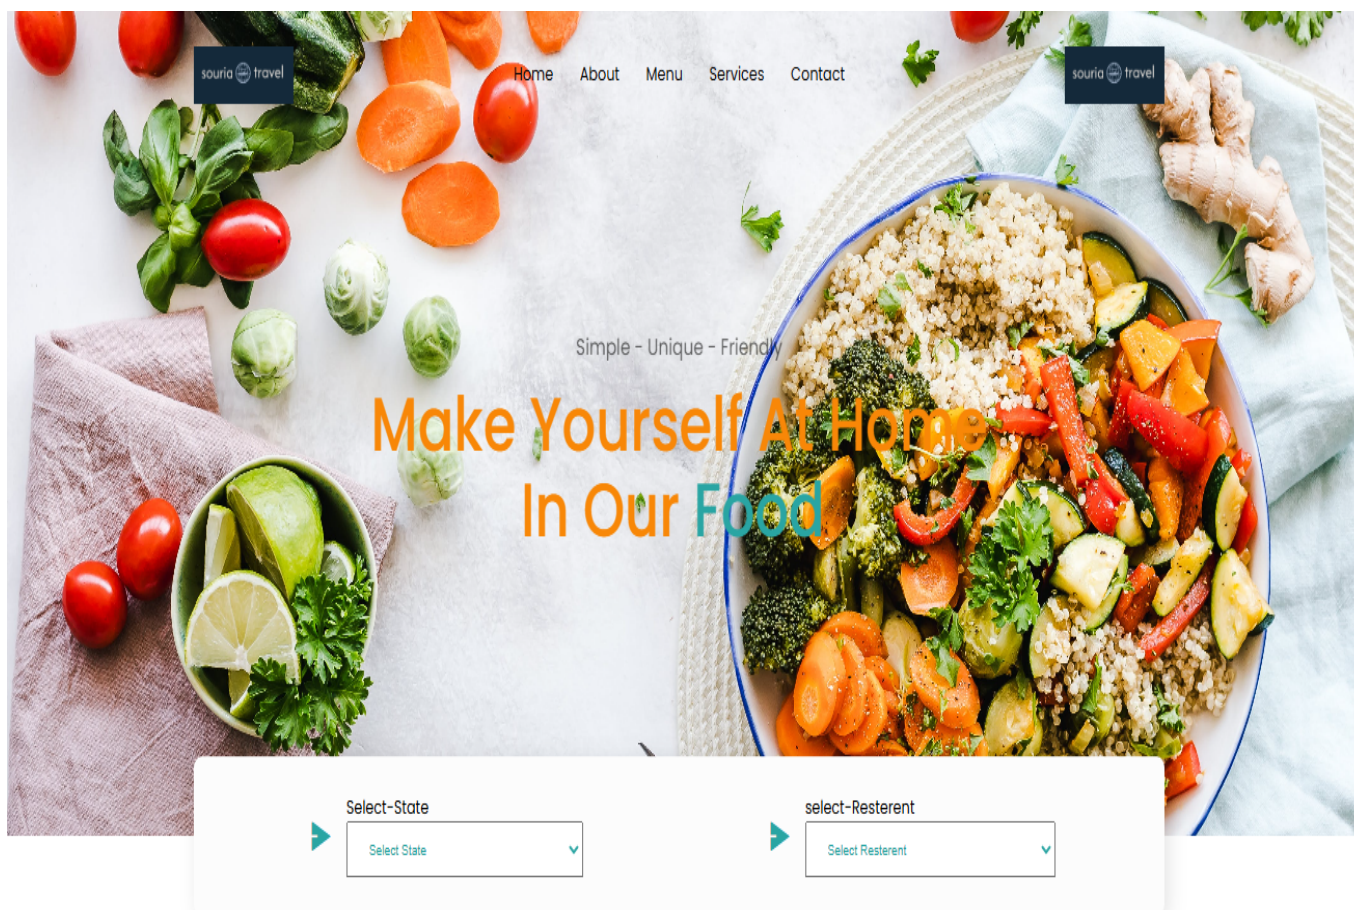 souria travel
Home About Menu Services Contact
souria travel
Simple - Unique - Friendly
Make Yourself At Home
In Our Food
Select-State
select-Resterent
Select State
Select Resterent